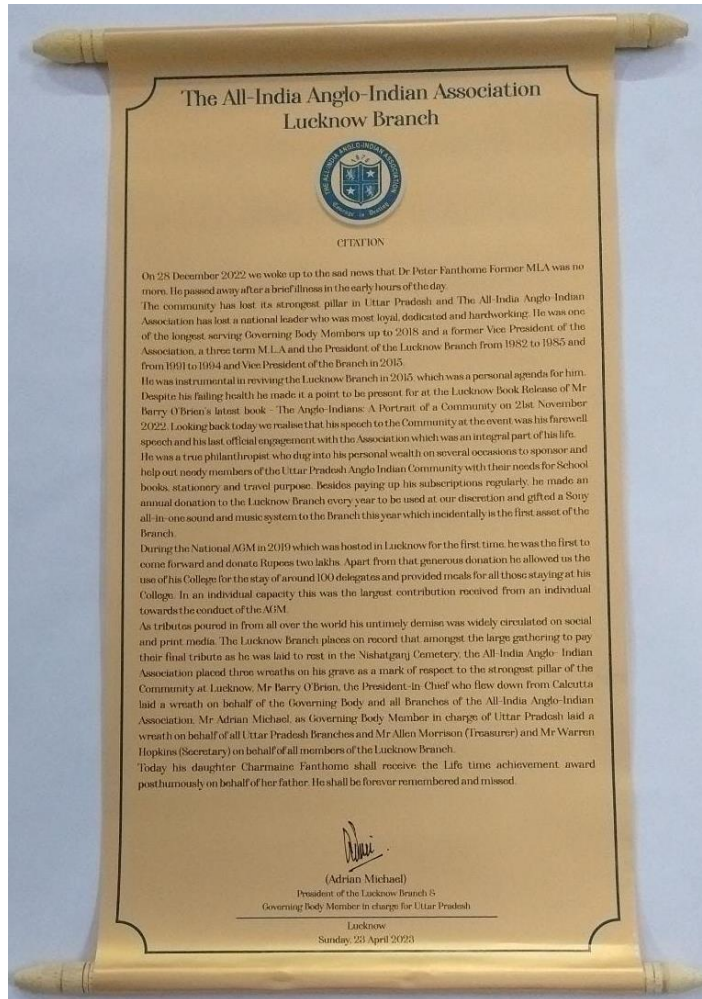 The All-India Anglo-Indian Association
Lucknow Branch
THE ALL-INDIA ANGLO-INDIAN ASSOCIATION
1876
Courage in Destiny
CITATION
On 28 December 2022 we woke up to the sad news that Dr Peter Fanthome Former MLA was no
more. He passed away after a brief illness in the early hours of the day.
The community has lost its strongest pillar in Uttar Pradesh and The All-India Anglo-Indian
Association has lost a national leader who was most loyal, dedicated and hardworking. He was one
of the longest serving Governing Body Members up to 2018 and a former Vice President of the
Association, a three term M.L.A and the President of the Lucknow Branch from 1982 to 1985 and
from 1991 to 1994 and Vice President of the Branch in 2015.
He was instrumental in reviving the Lucknow Branch in 2015, which was a personal agenda for him.
Despite his failing health he made it a point to be present for at the Lucknow Book Release of Mr
Barry O'Brien's latest book - The Anglo-Indians: A Portrait of a Community on 21st November
2022. Looking back today we realise that his speech to the Community at the event was his farewell
speech and his last official engagement with the Association which was an integral part of his life.
He was a true philanthropist who dug into his personal wealth on several occasions to sponsor and
help out needy members of the Uttar Pradesh Anglo Indian Community with their needs for School
books, stationery and travel purpose. Besides paying up his subscriptions regularly, he made an
annual donation to the Lucknow Branch every year to be used at our discretion and gifted a Sony
all-in-one sound and music system to the Branch this year which incidentally is the first asset of the
Branch.
During the National AGM in 2019 which was hosted in Lucknow for the first time, he was the first to
come forward and donate Rupees two lakhs. Apart from that generous donation he allowed us the
use of his College for the stay of around 100 delegates and provided meals for all those staying at his
College. In an individual capacity this was the largest contribution received from an individual
towards the conduct of the AGM.
As tributes poured in from all over the world his untimely demise was widely circulated on social
and print media. The Lucknow Branch places on record that amongst the large gathering to pay
their final tribute as he was laid to rest in the Nishatganj Cemetery, the All-India Anglo- Indian
Association placed three wreaths on his grave as a mark of respect to the strongest pillar of the
Community at Lucknow. Mr Barry O'Brien, the President-in-Chief who flew down from Calcutta
laid a wreath on behalf of the Governing Body and all Branches of the All-India Anglo-Indian
Association, Mr Adrian Michael, as Governing Body Member in charge of Uttar Pradesh laid a
wreath on behalf of all Uttar Pradesh Branches and Mr Allen Morrison (Treasurer) and Mr Warren
Hopkins (Secretary) on behalf of all members of the Lucknow Branch.
Today his daughter Charmaine Fanthome shall receive the Life time achievement award
posthumously on behalf of her father. He shall be forever remembered and missed.
(Adrian Michael)
President of the Lucknow Branch &
Governing Body Member in charge for Uttar Pradesh
Lucknow
Sunday, 23 April 2023